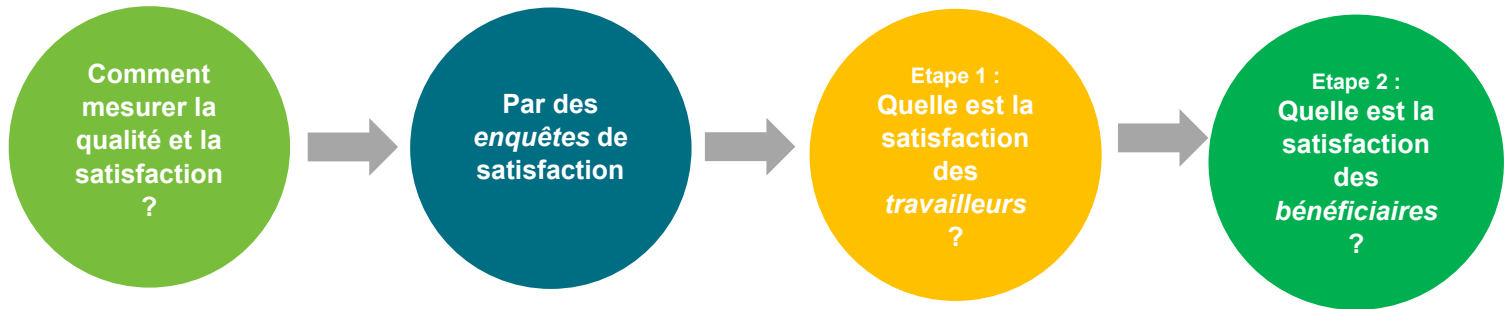 Comment
mesurer la
qualité et la
satisfaction
?
Par des
enquêtes de
satisfaction
Etape 1 :
Quelle est la
satisfaction
des
travailleurs
?
Etape 2 :
Quelle est la
satisfaction
des
bénéficiaires
?